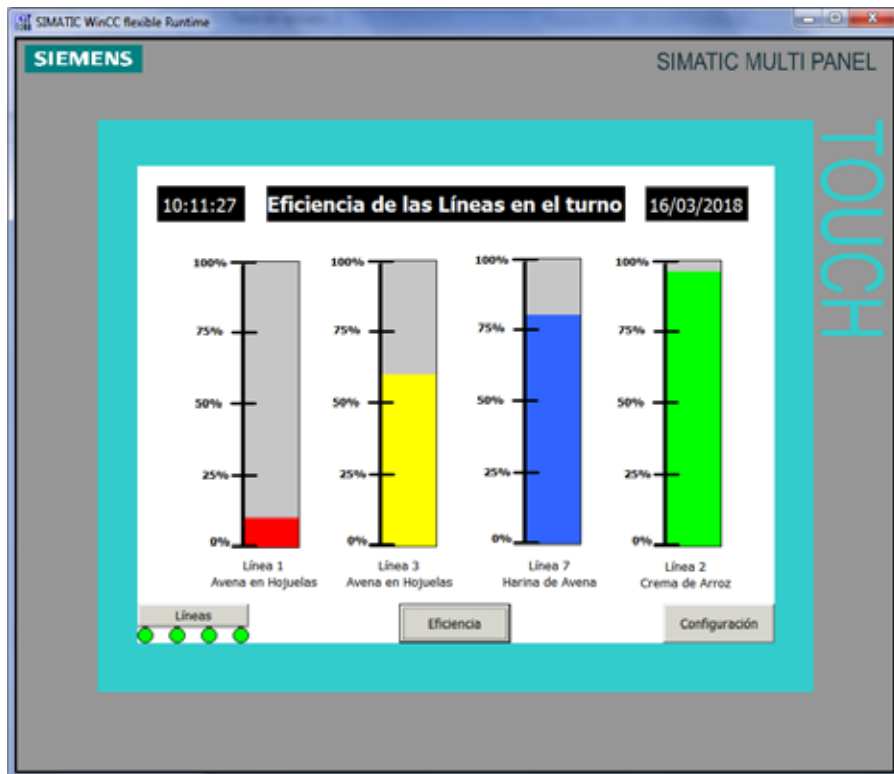 SIMATIC WinCC flexible Runtime
SIEMENS
SIMATIC MULTI PANEL
TOUCH
10:11:27
Eficiencia de las Líneas en el turno
16/03/2018
100%
75%
50%
25%
0%
100%
75%
50%
25%
0%
100%
75%
50%
25%
0%
100%
75%
50%
25%
0%
Línea 1
Avena en Hojuelas
Línea 3
Avena en Hojuelas
Línea 7
Harina de Avena
Línea 2
Crema de Arroz
Líneas
Eficiencia
Configuración